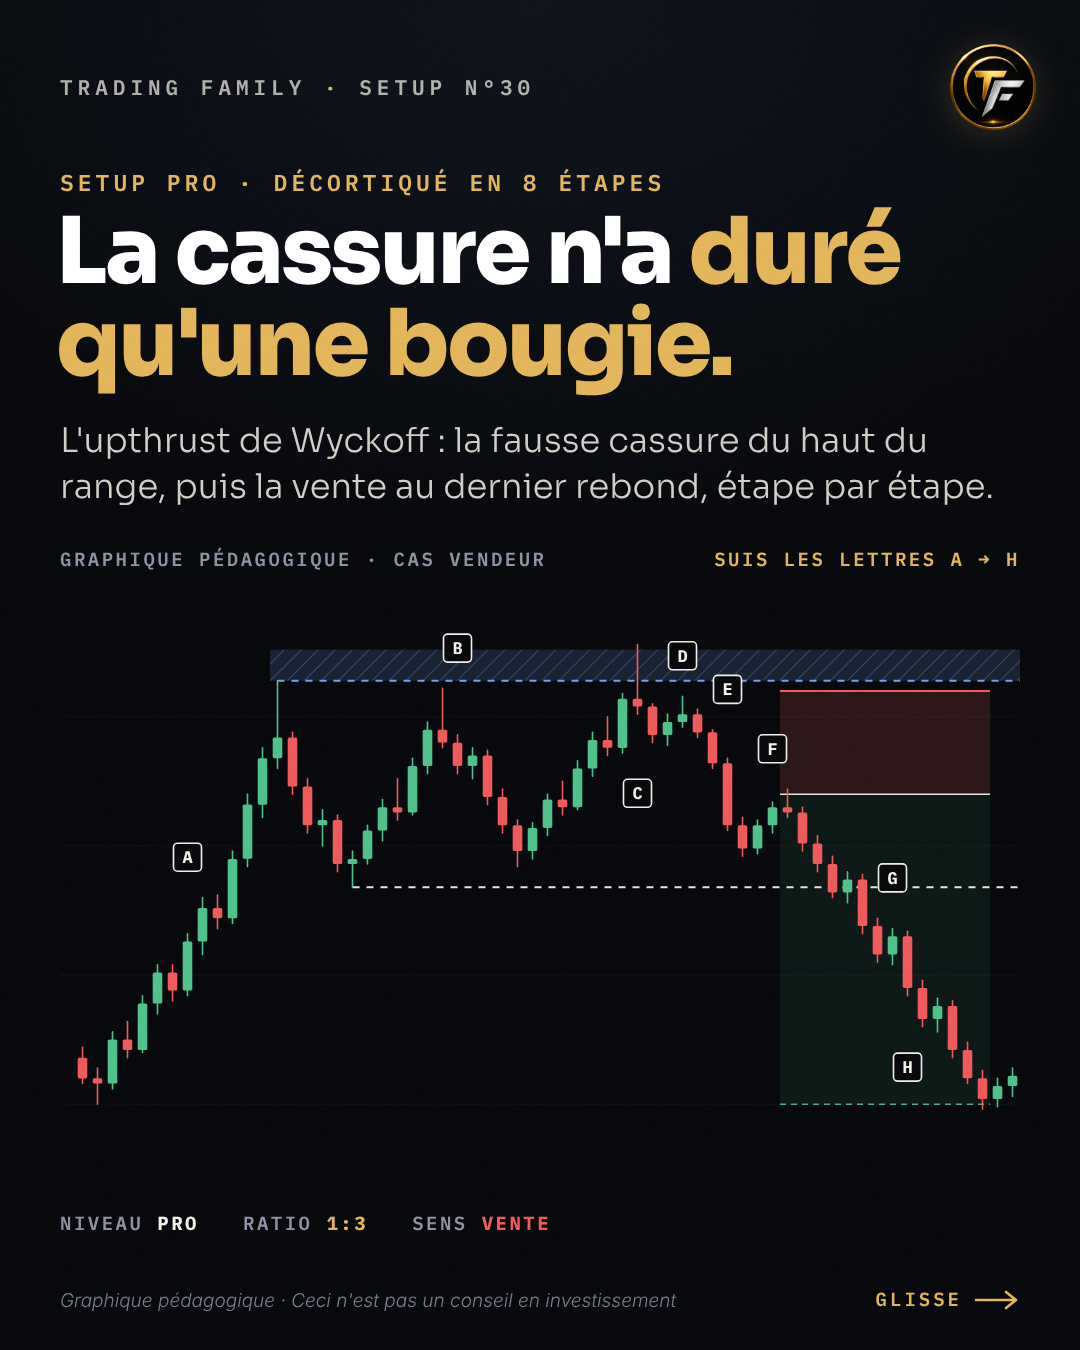 TRADING FAMILY · SETUP N°30
TF
SETUP PRO · DÉCORTIQUÉ EN 8 ÉTAPES
La cassure n'a duré
qu'une bougie.
L'upthrust de Wyckoff : la fausse cassure du haut du
range, puis la vente au dernier rebond, étape par étape.
GRAPHIQUE PÉDAGOGIQUE · CAS VENDEUR
SUIS LES LETTRES A → H
B
D
E
F
C
A
G
H
NIVEAU PRO RATIO 1:3 SENS VENTE
Graphique pédagogique · Ceci n'est pas un conseil en investissement
GLISSE →